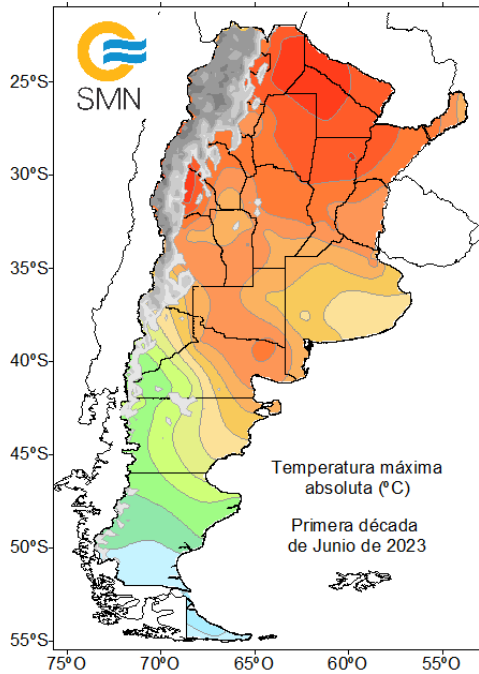 SMN
25ºS
30ºS
35ºS
40ºS
45ºS
50ºS
55ºS
Temperatura máxima
absoluta (ºC)
Primera década
de Junio de 2023
75ºO 70ºO 65ºO 60ºO 55ºO